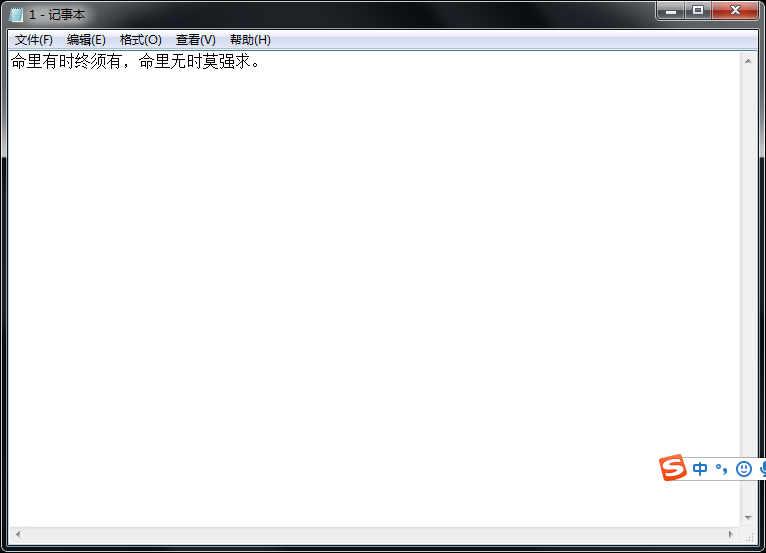 1 - 记事本
文件(F) 编辑(E) 格式(O) 查看(V) 帮助(H)
命里有时终须有，命里无时莫强求。
S 中 °，